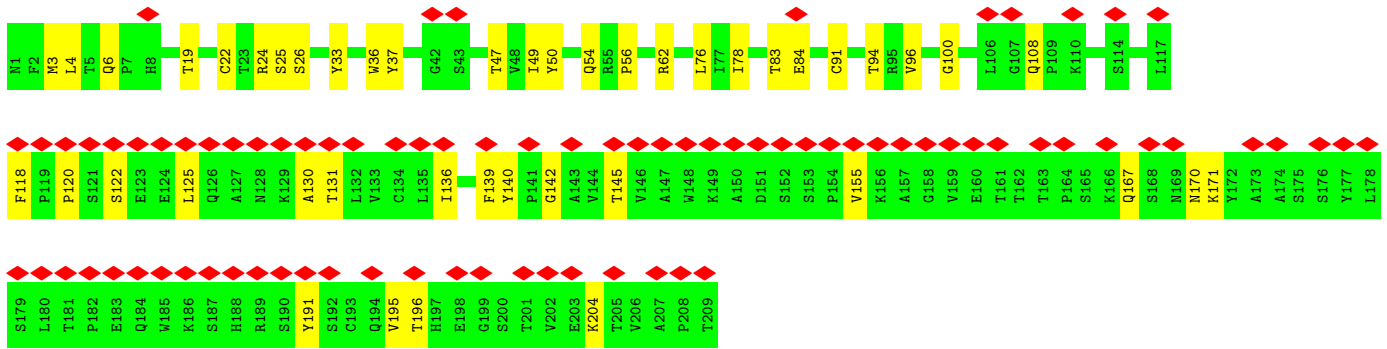 N1 F2 M3 L4 T5 Q6 P7 H8 T19 C22 T23 R24 S25 S26 Y33 W36 Y37 G42 S43 T47 V48 I49 Y50 Q54 R55 P56 R62 L76 I77 I78 T83 E84 C91 T94 R95 V96 G100 L106 G107 Q108 P109 K110 S114 L117
F118 P119 P120 S121 S122 E123 E124 L125 Q126 A127 N128 K129 A130 T131 L132 V133 C134 L135 I136 F139 Y140 P141 G142 A143 V144 T145 V146 A147 W148 K149 A150 D151 S152 S153 P154 V155 K156 A157 G158 V159 E160 T161 T162 T163 P164 S165 K166 Q167 S168 N169 N170 K171 Y172 A173 A174 S175 S176 Y177 L178
S179 L180 T181 P182 E183 Q184 W185 K186 S187 H188 R189 S190 Y191 S192 C193 Q194 V195 T196 H197 E198 G199 S200 T201 V202 E203 K204 T205 V206 A207 P208 T209